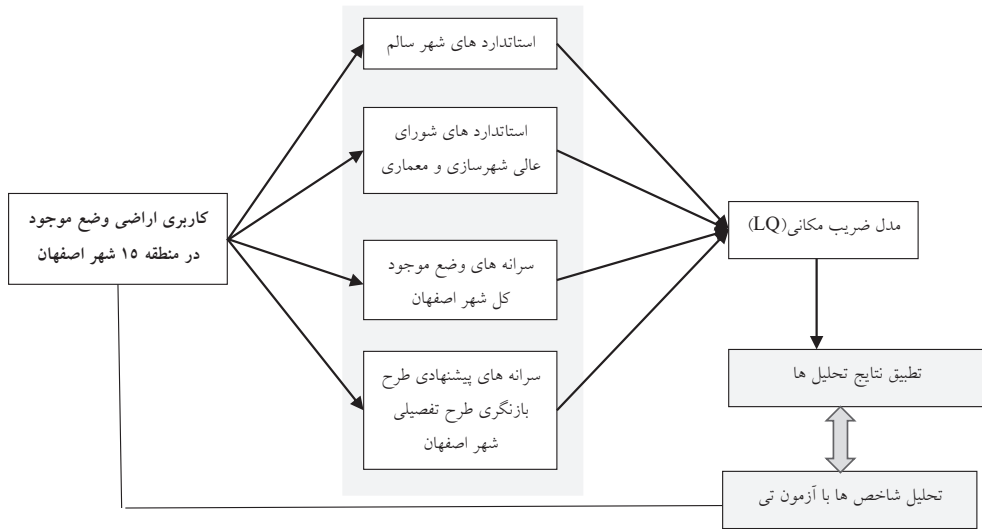 استاتدارد های شهر سالم
استاتدارد های شورای
عالی شهرسازی و معماری
کاربری اراضی وضع موجود
در منطقه ۱۵ شهر اصفهان
سرانه های وضع موجود
کل شهر اصفهان
سرانه های پیشنهادی طرح
بازنگری طرح تفصیلی
شهر اصفهان
مدل ضریب مکانی(LQ)
تطبیق نتایج تحلیل ها
تحلیل شاخص ها با آزمون تی